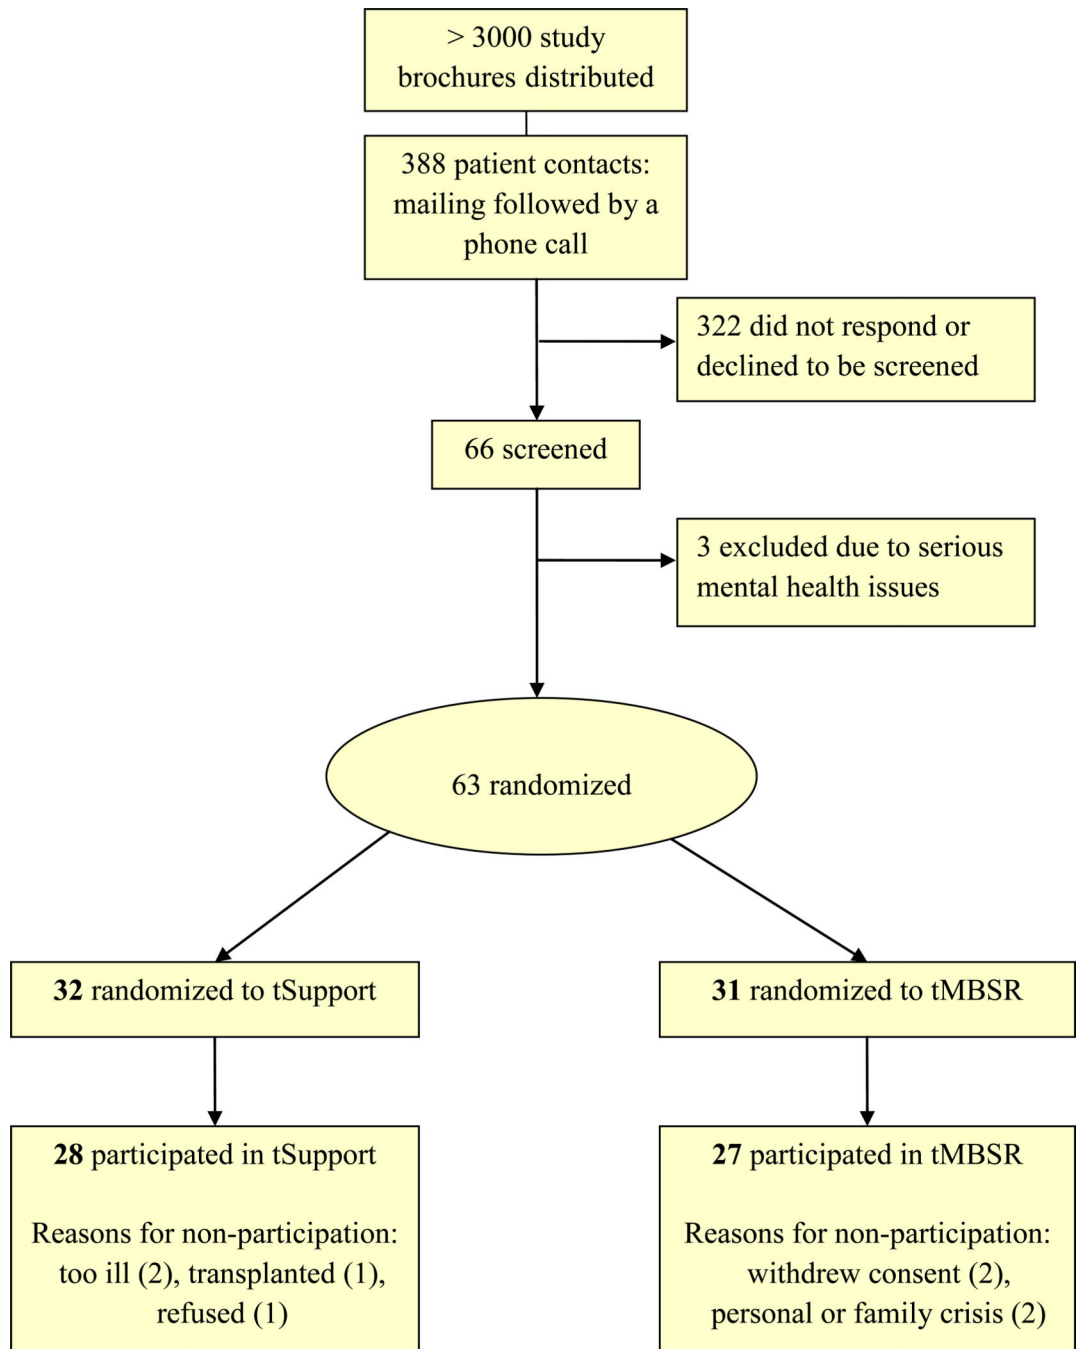 > 3000 study
brochures distributed
388 patient contacts:
mailing followed by a
phone call
322 did not respond or
declined to be screened
66 screened
3 excluded due to serious
mental health issues
63 randomized
32 randomized to tSupport
31 randomized to tMBSR
28 participated in tSupport
Reasons for non-participation:
too ill (2), transplanted (1),
refused (1)
27 participated in tMBSR
Reasons for non-participation:
withdrew consent (2),
personal or family crisis (2)